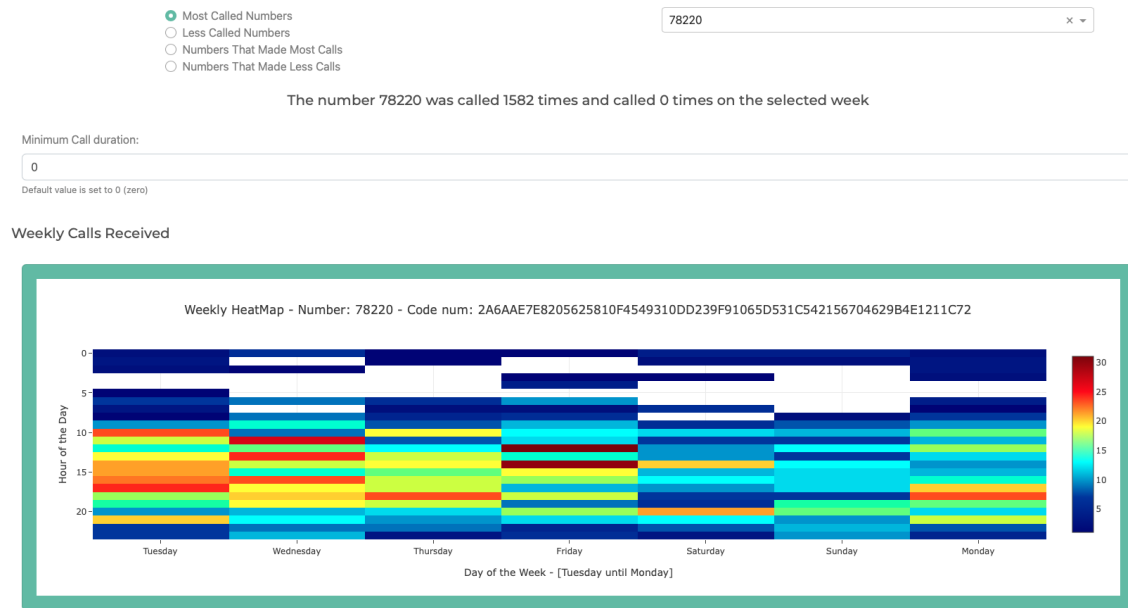 Most Called Numbers
Less Called Numbers
Numbers That Made Most Calls
Numbers That Made Less Calls
78220
The number 78220 was called 1582 times and called 0 times on the selected week
Minimum Call duration:
0
Default value is set to 0 (zero)
Weekly Calls Received
Weekly HeatMap - Number: 78220 - Code num: 2A6AAE7E8205625810F4549310DD239F91065D531C542156704629B4E1211C72
Hour of the Day
0
5
10
15
20
30
25
20
15
10
5
Tuesday Wednesday Thursday Friday Saturday Sunday Monday
Day of the Week - [Tuesday until Monday]